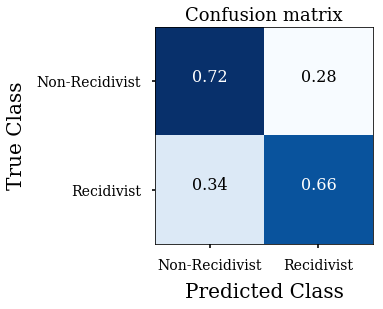 Confusion matrix
True Class
Non-Recidivist
0.72 0.28
Recidivist
0.34 0.66
Non-Recidivist Recidivist
Predicted Class